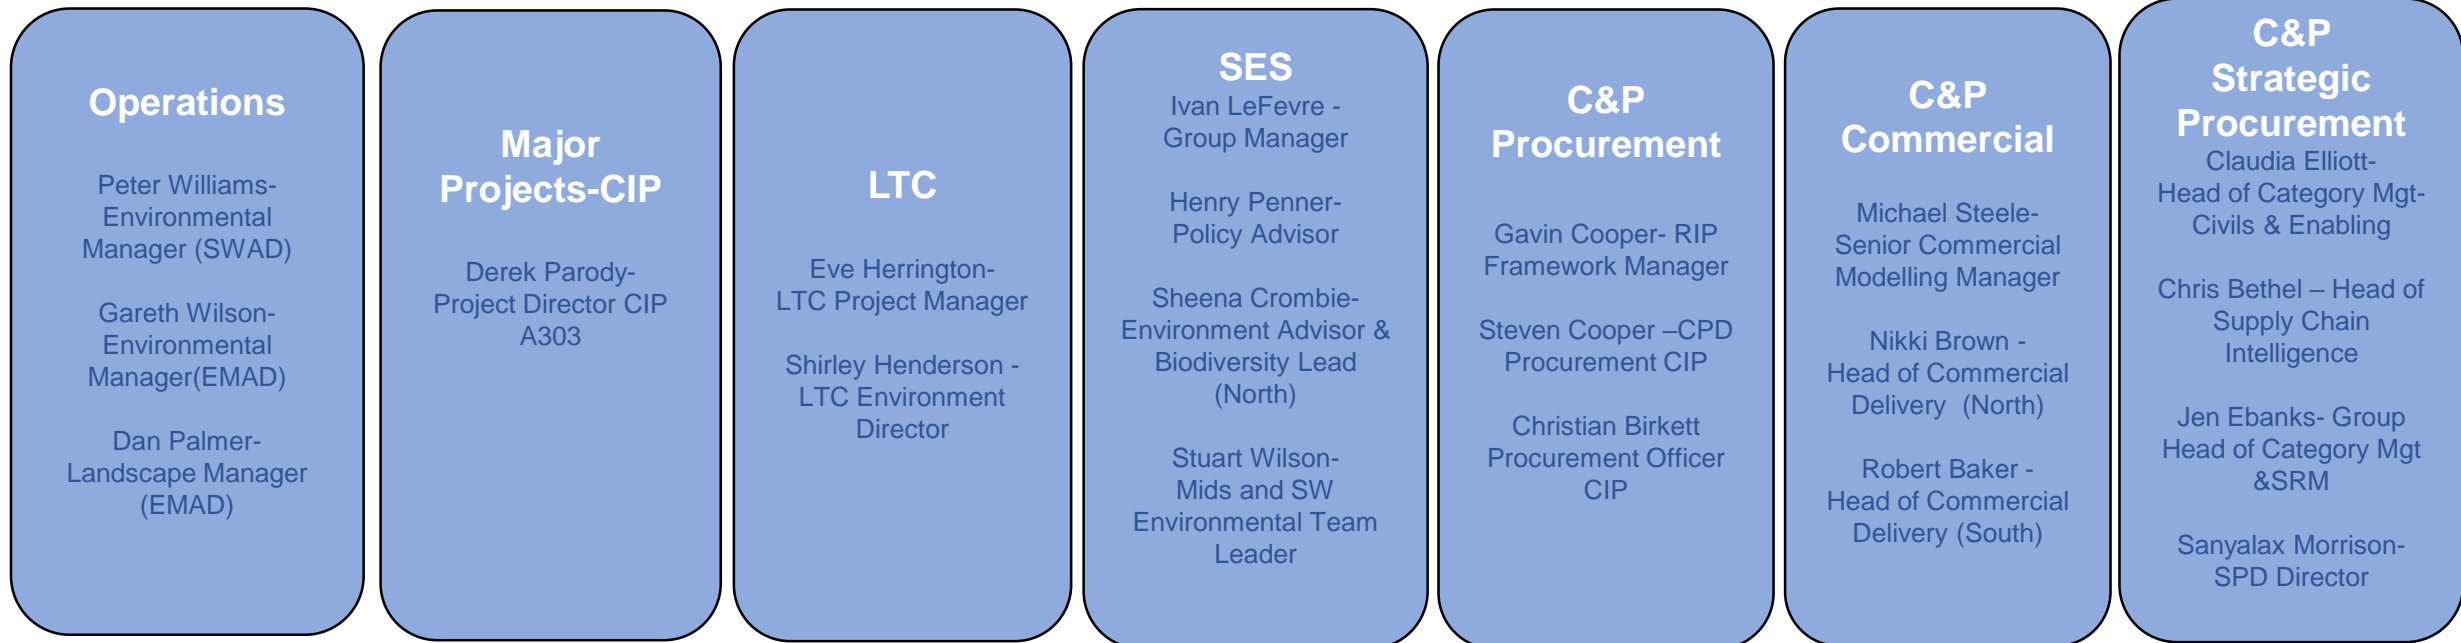 Operations
Peter Williams-
Environmental
Manager (SWAD)
Gareth Wilson-
Environmental
Manager(EMAD)
Dan Palmer-
Landscape Manager
(EMAD)
Major
Projects-CIP
Derek Parody-
Project Director CIP
A303
LTC
Eve Herrington-
LTC Project Manager
Shirley Henderson -
LTC Environment
Director
SES
Ivan LeFevre -
Group Manager
Henry Penner-
Policy Advisor
Sheena Crombie-
Environment Advisor &
Biodiversity Lead
(North)
Stuart Wilson-
Mids and SW
Environmental Team
Leader
C&P
Procurement
Gavin Cooper- RIP
Framework Manager
Steven Cooper –CPD
Procurement CIP
Christian Birkett
Procurement Officer
CIP
C&P
Commercial
Michael Steele-
Senior Commercial
Modelling Manager
Nikki Brown -
Head of Commercial
Delivery  (North)
Robert Baker -
Head of Commercial
Delivery (South)
C&P
Strategic
Procurement
Claudia Elliott-
Head of Category Mgt-
Civils & Enabling
Chris Bethel – Head of
Supply Chain
Intelligence
Jen Ebanks- Group
Head of Category Mgt
&SRM
Sanyalax Morrison-
SPD Director